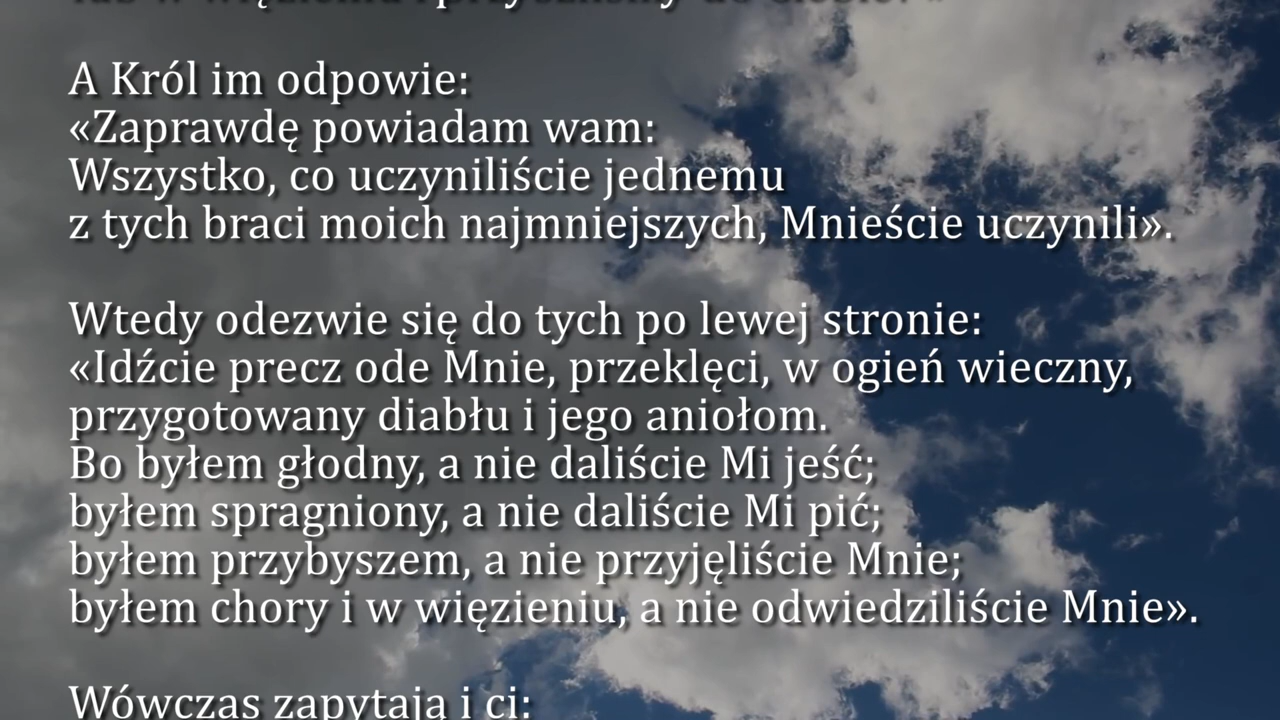 A Król im odpowie:
«Zaprawdę powiadam wam:
Wszystko, co uczyniliście jednemu
z tych braci moich najmniejszych, Mnieście uczynili».
Wtedy odezwie się do tych po lewej stronie:
«Idźcie precz ode Mnie, przeklęci, w ogień wieczny,
przygotowany diabłu i jego aniołom.
Bo byłem głodny, a nie daliście Mi jeść;
byłem spragniony, a nie daliście Mi pić;
byłem przybyszem, a nie przyjęliście Mnie;
byłem chory i w więzieniu, a nie odwiedziliście Mnie».
Wówczas zapytają i ci: